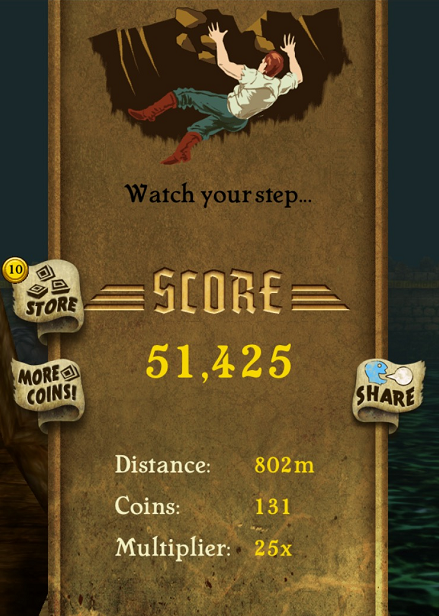 Watch your step...
SCORE
10
STORE
51,425
MORE
COINS!
SHARE
Distance: 802m
Coins: 131
Multiplier: 25x